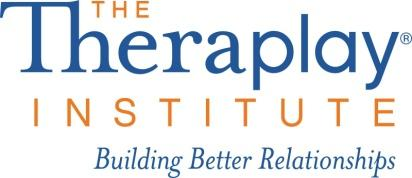 THE
Theraplay®
INSTITUTE
Building Better Relationships